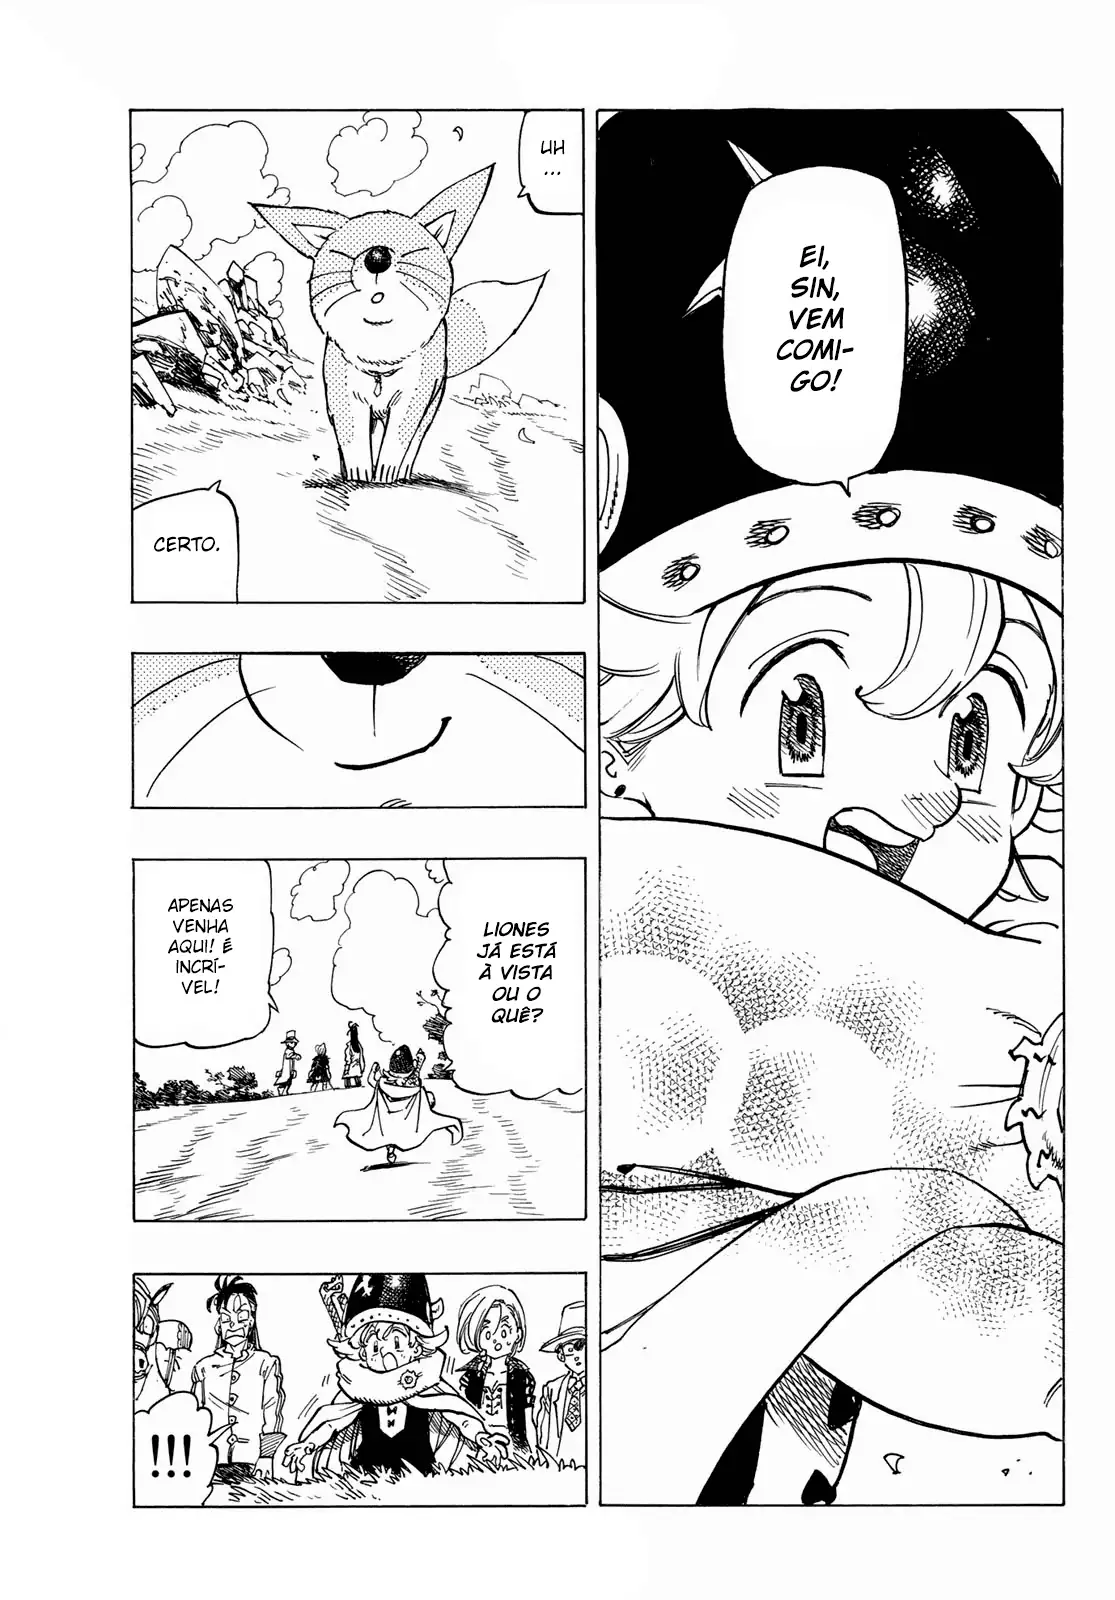 EI,
SIN,
VEM
COMI-
GO!
UH
...
CERTO.
LIONES
JÁ ESTÁ
À VISTA
OU O
QUÊ?
APENAS
VENHA
AQUI! É
INCRÍ-
VEL!
!!!